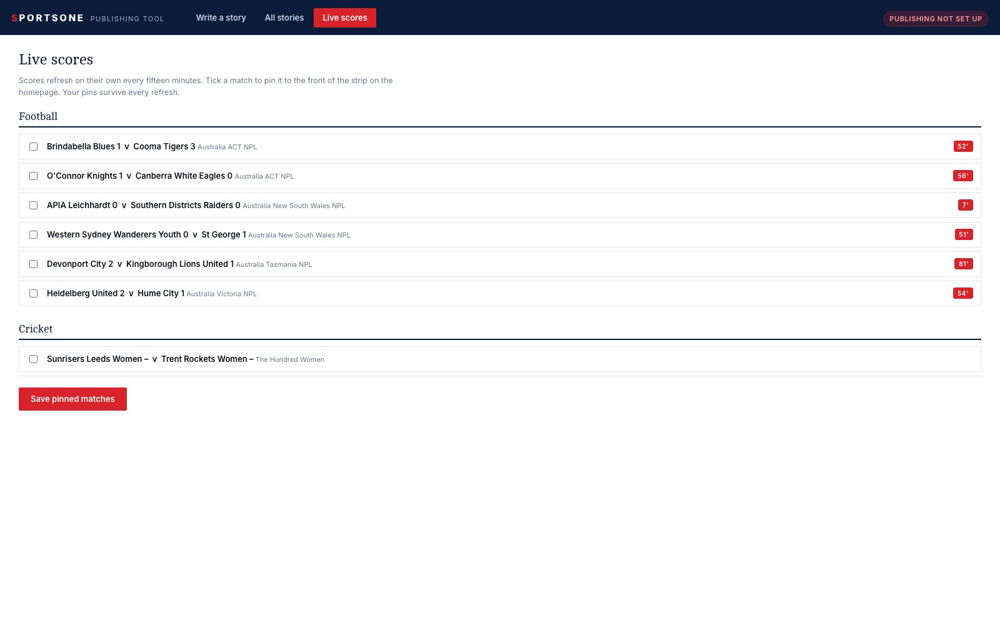 SPORTSONE PUBLISHING TOOL Write a story All stories Live scores PUBLISHING NOT SET UP
Live scores
Scores refresh on their own every fifteen minutes. Tick a match to pin it to the front of the strip on the
homepage. Your pins survive every refresh.
Football
Brindabella Blues 1 v Cooma Tigers 3 Australia ACT NPL 52'
O'Connor Knights 1 v Canberra White Eagles 0 Australia ACT NPL 56'
APIA Leichhardt 0 v Southern Districts Raiders 0 Australia New South Wales NPL 7'
Western Sydney Wanderers Youth 0 v St George 1 Australia New South Wales NPL 51'
Devonport City 2 v Kingborough Lions United 1 Australia Tasmania NPL 81'
Heidelberg United 2 v Hume City 1 Australia Victoria NPL 54'
Cricket
Sunrisers Leeds Women – v Trent Rockets Women – The Hundred Women
Save pinned matches